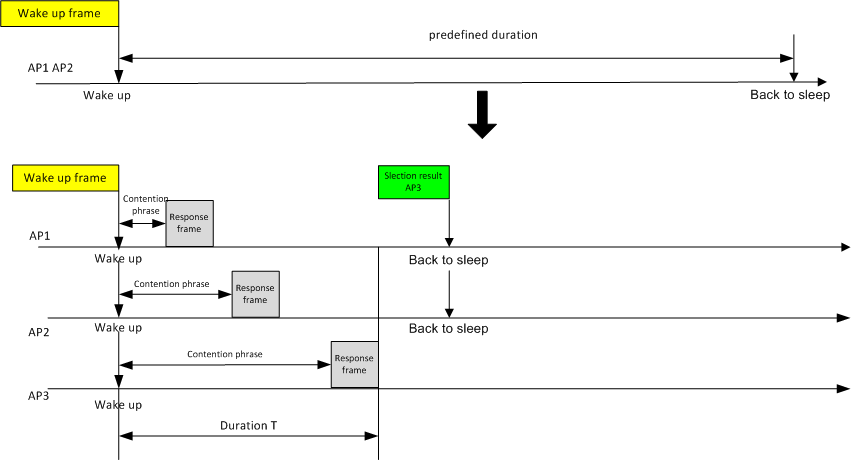 Wake up frame
predefined duration
AP1 AP2
Wake up
Back to sleep
Wake up frame
Slection result
AP3
Contention
phrase
Response
frame
AP1
Wake up
Back to sleep
Contention phrase
Response
frame
Wake up
Back to sleep
AP2
Contention phrase
Response
frame
AP3
Wake up
Duration T